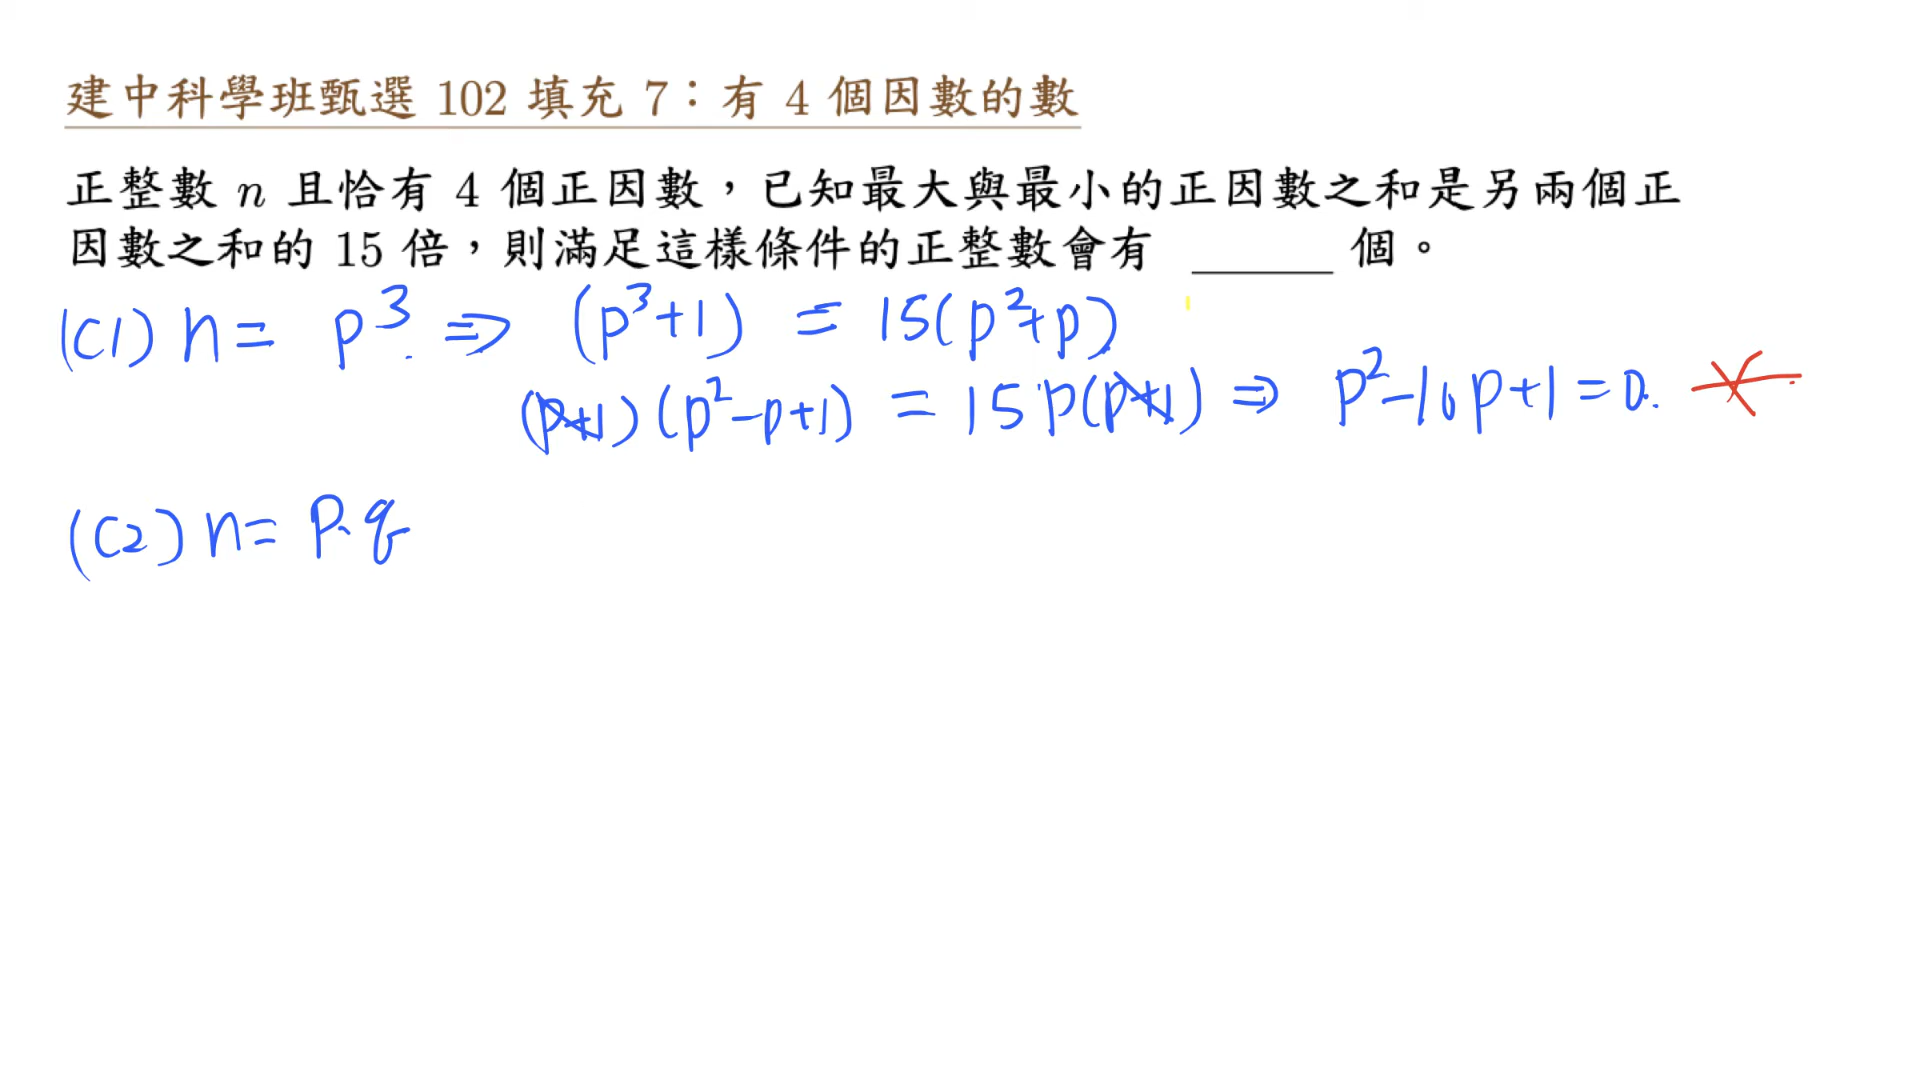 建中科學班甄選 102 填充 7：有 4 個因數的數
正整數 n 且恰有 4 個正因數，已知最大與最小的正因數之和是另兩個正
因數之和的 15 倍，則滿足這樣條件的正整數會有 ______ 個。
(C1) n = p³ ⇒ (p³+1) = 15(p²+p)
(p+1)(p²-p+1) = 15p(p+1) ⇒ p²-16p+1=0.
(C2) n = p·q